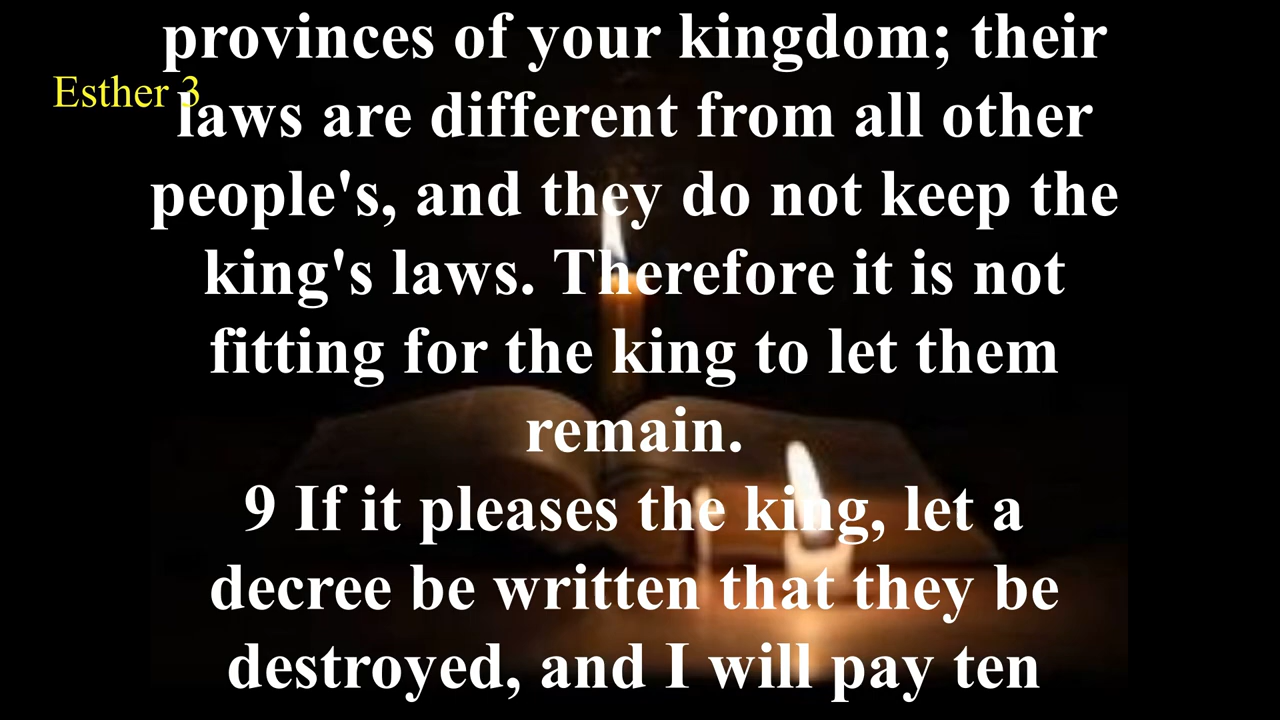 provinces of your kingdom; their
Esther 3
laws are different from all other
people's, and they do not keep the
king's laws. Therefore it is not
fitting for the king to let them
remain.
9 If it pleases the king, let a
decree be written that they be
destroyed, and I will pay ten